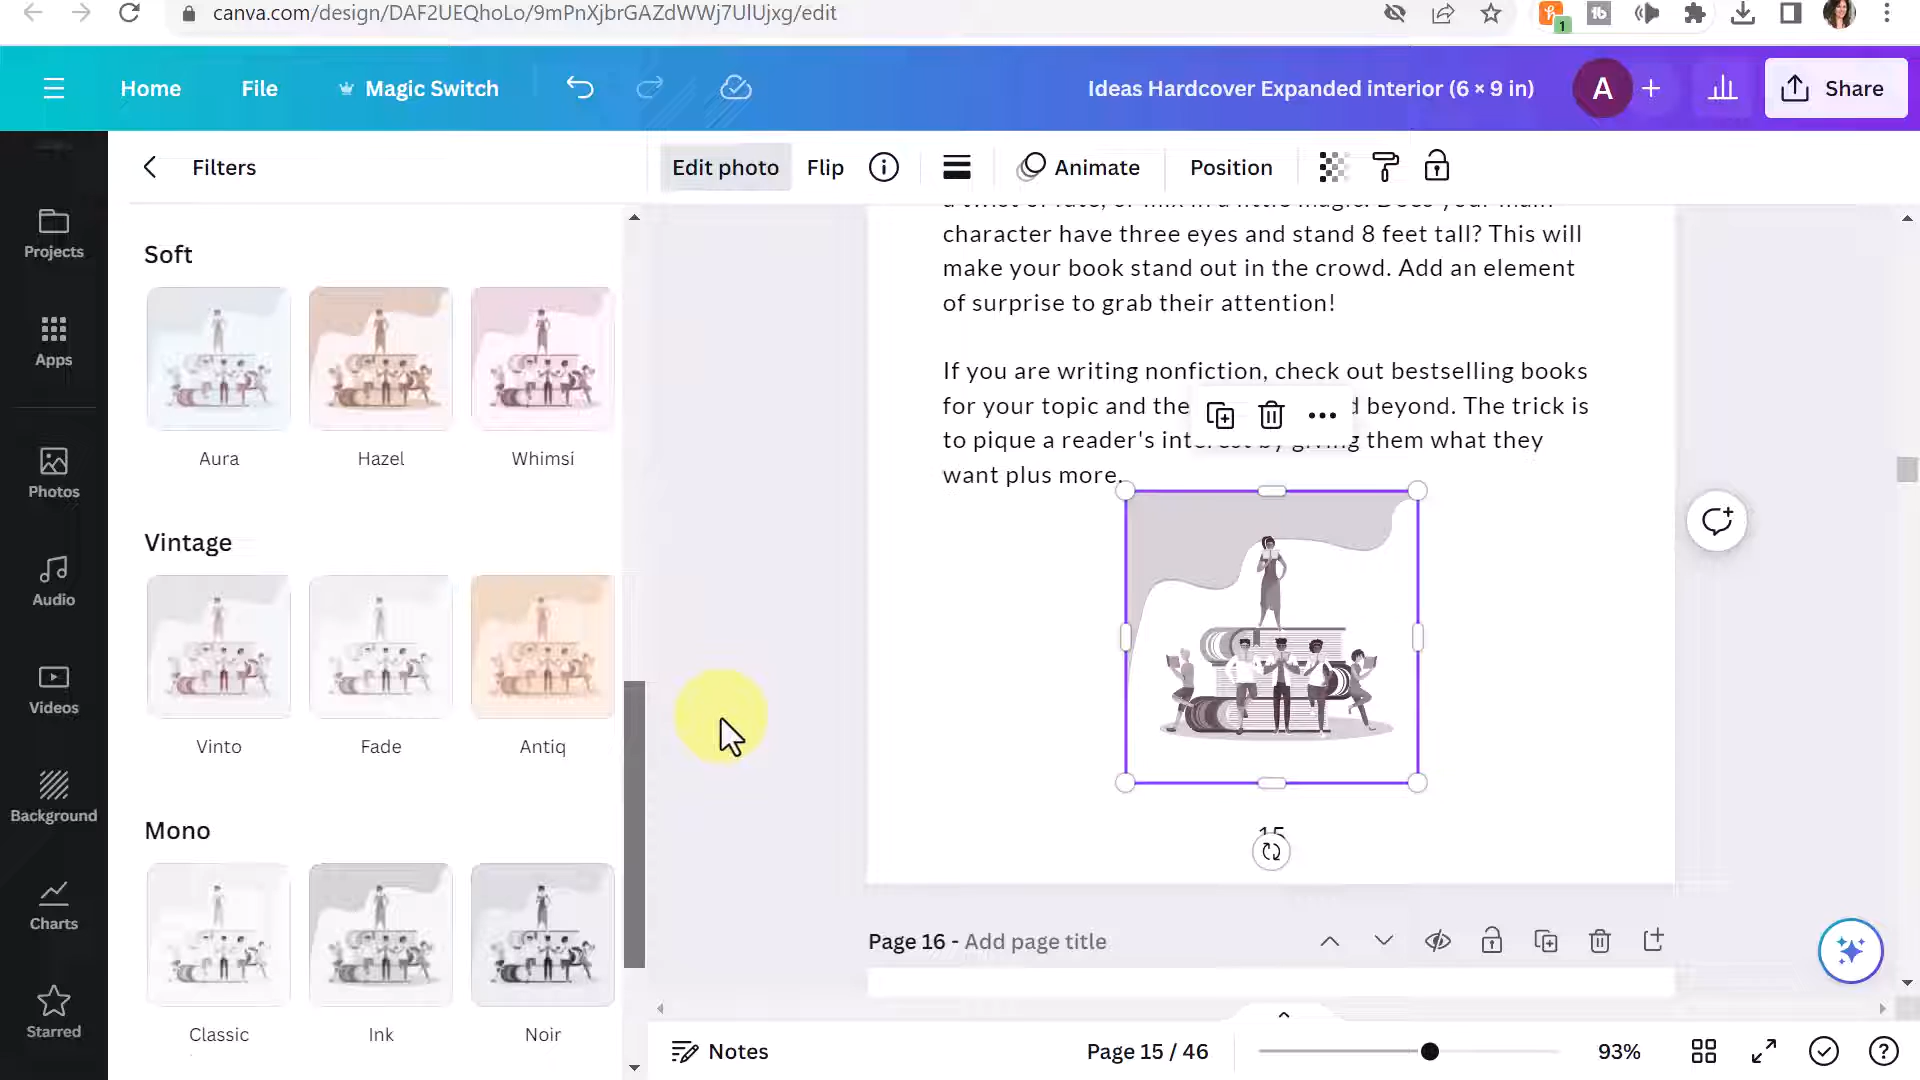 canva.com/design/DAF2UEQhoLo/9mPnXjbrGAZdWWj7UlUjxg/edit
1
Home
File
Magic Switch
Ideas Hardcover Expanded interior (6 × 9 in)
A
Share
Filters
Edit photo
Flip
Animate
Position
Projects
Apps
Photos
Audio
Videos
Background
Charts
Starred
Soft
Aura
Hazel
Whimsi
Vintage
Vinto
Fade
Antiq
Mono
Classic
Ink
Noir
character have three eyes and stand 8 feet tall? This will
make your book stand out in the crowd. Add an element
of surprise to grab their attention!
If you are writing nonfiction, check out bestselling books
for your topic and the d beyond. The trick is
to pique a reader's interest by giving them what they
want plus more.
15
Page 16 - Add page title
Notes
Page 15 / 46
93%